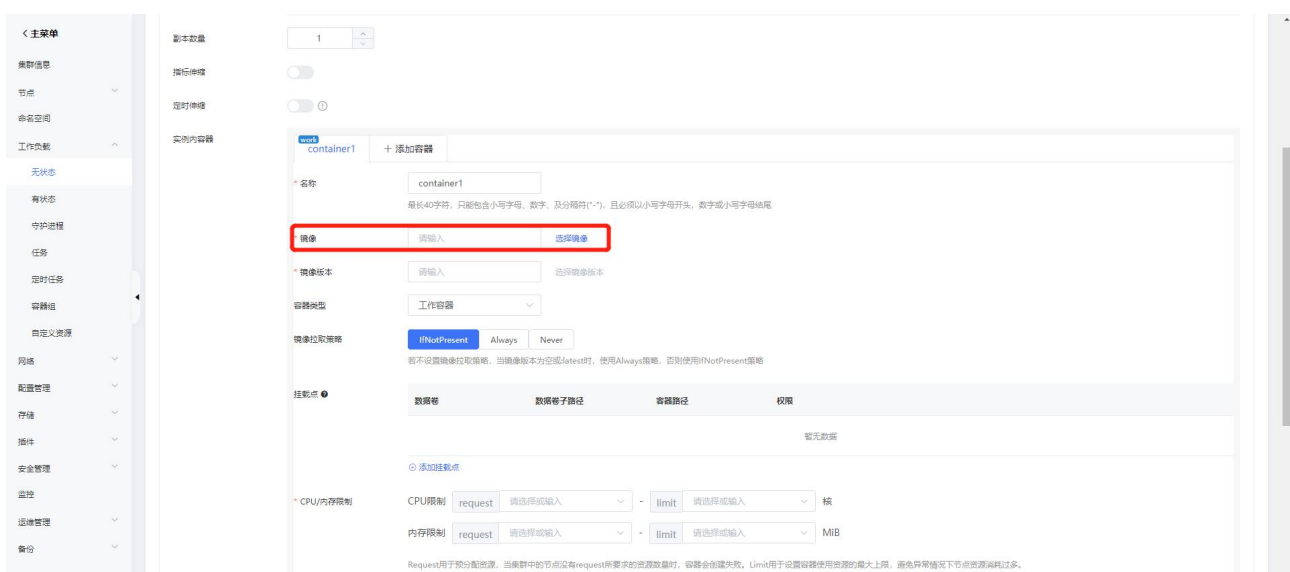 < 主菜单
集群信息
节点
命名空间
工作负载
无状态
有状态
守护进程
任务
定时任务
容器组
自定义资源
网络
配置管理
存储
插件
安全管理
监控
运维管理
备份
副本数量 1
指标伸缩
定时伸缩
实例内容器
work
container1 + 添加容器
* 名称 container1
最长40字符，只能包含小写字母、数字、及分隔符("-")，且必须以小写字母开头，数字或小写字母结尾
* 镜像 请输入 选择镜像
* 镜像版本 请输入 选择镜像版本
容器类型 工作容器
镜像拉取策略 IfNotPresent Always Never
若不设置镜像拉取策略，当镜像版本为空或:latest时，使用Always策略，否则使用IfNotPresent策略
挂载点 数据卷 数据卷子路径 容器路径 权限
暂无数据
添加挂载点
* CPU/内存限制 CPU限制 request 请选择或输入 - limit 请选择或输入 核
内存限制 request 请选择或输入 - limit 请选择或输入 MiB
Request用于预分配资源，当集群中的节点没有request所要求的资源数量时，容器会创建失败。Limit用于设置容器使用资源的最大上限，避免异常情况下节点资源消耗过多。